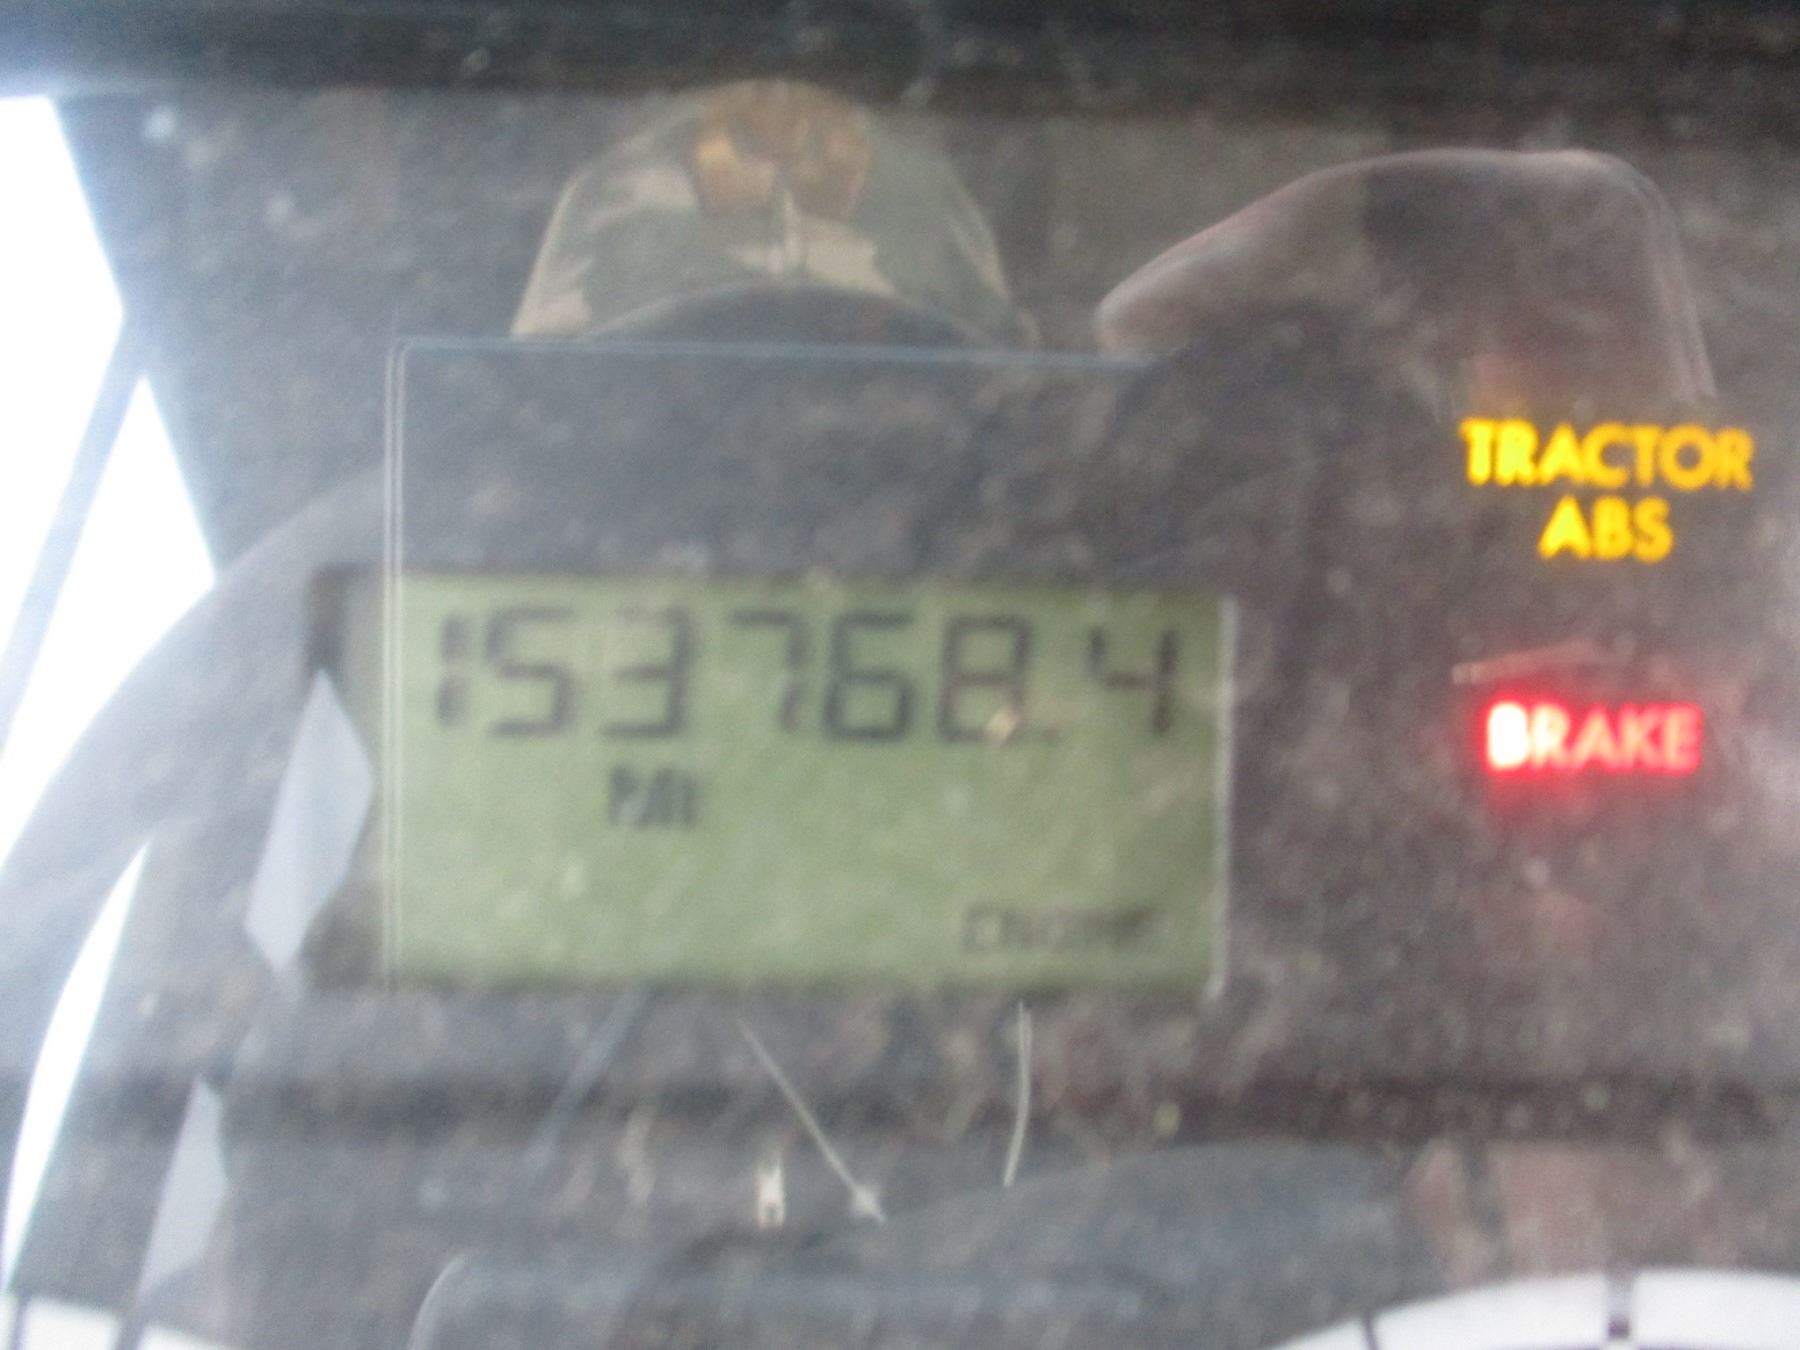 TRACTOR
ABS
153768.4
BRAKE